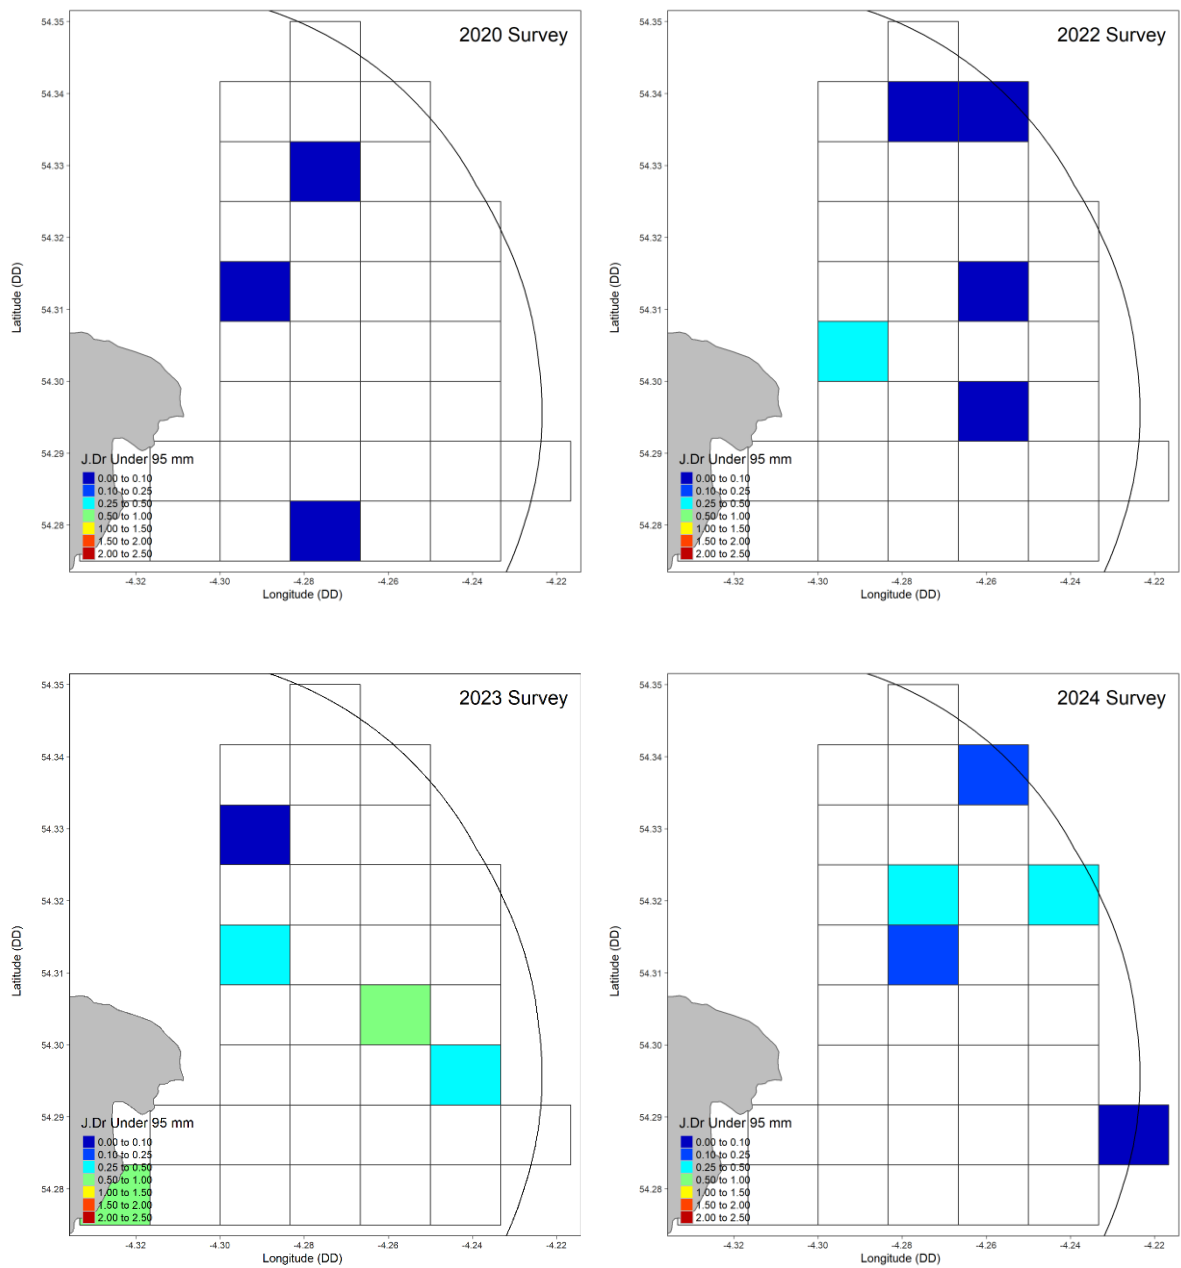 2020 Survey
54.35
54.34
54.33
54.32
54.31
54.30
54.29
54.28
Latitude (DD)
J.Dr Under 95 mm
0.00 to 0.10
0.10 to 0.25
0.25 to 0.50
0.50 to 1.00
1.00 to 1.50
1.50 to 2.00
2.00 to 2.50
-4.32 -4.30 -4.28 -4.26 -4.24 -4.22
Longitude (DD)
2022 Survey
54.35
54.34
54.33
54.32
54.31
54.30
54.29
54.28
Latitude (DD)
J.Dr Under 95 mm
0.00 to 0.10
0.10 to 0.25
0.25 to 0.50
0.50 to 1.00
1.00 to 1.50
1.50 to 2.00
2.00 to 2.50
-4.32 -4.30 -4.28 -4.26 -4.24 -4.22
Longitude (DD)
2023 Survey
54.35
54.34
54.33
54.32
54.31
54.30
54.29
54.28
Latitude (DD)
J.Dr Under 95 mm
0.00 to 0.10
0.10 to 0.25
0.25 to 0.50
0.50 to 1.00
1.00 to 1.50
1.50 to 2.00
2.00 to 2.50
-4.32 -4.30 -4.28 -4.26 -4.24 -4.22
Longitude (DD)
2024 Survey
54.35
54.34
54.33
54.32
54.31
54.30
54.29
54.28
Latitude (DD)
J.Dr Under 95 mm
0.00 to 0.10
0.10 to 0.25
0.25 to 0.50
0.50 to 1.00
1.00 to 1.50
1.50 to 2.00
2.00 to 2.50
-4.32 -4.30 -4.28 -4.26 -4.24 -4.22
Longitude (DD)